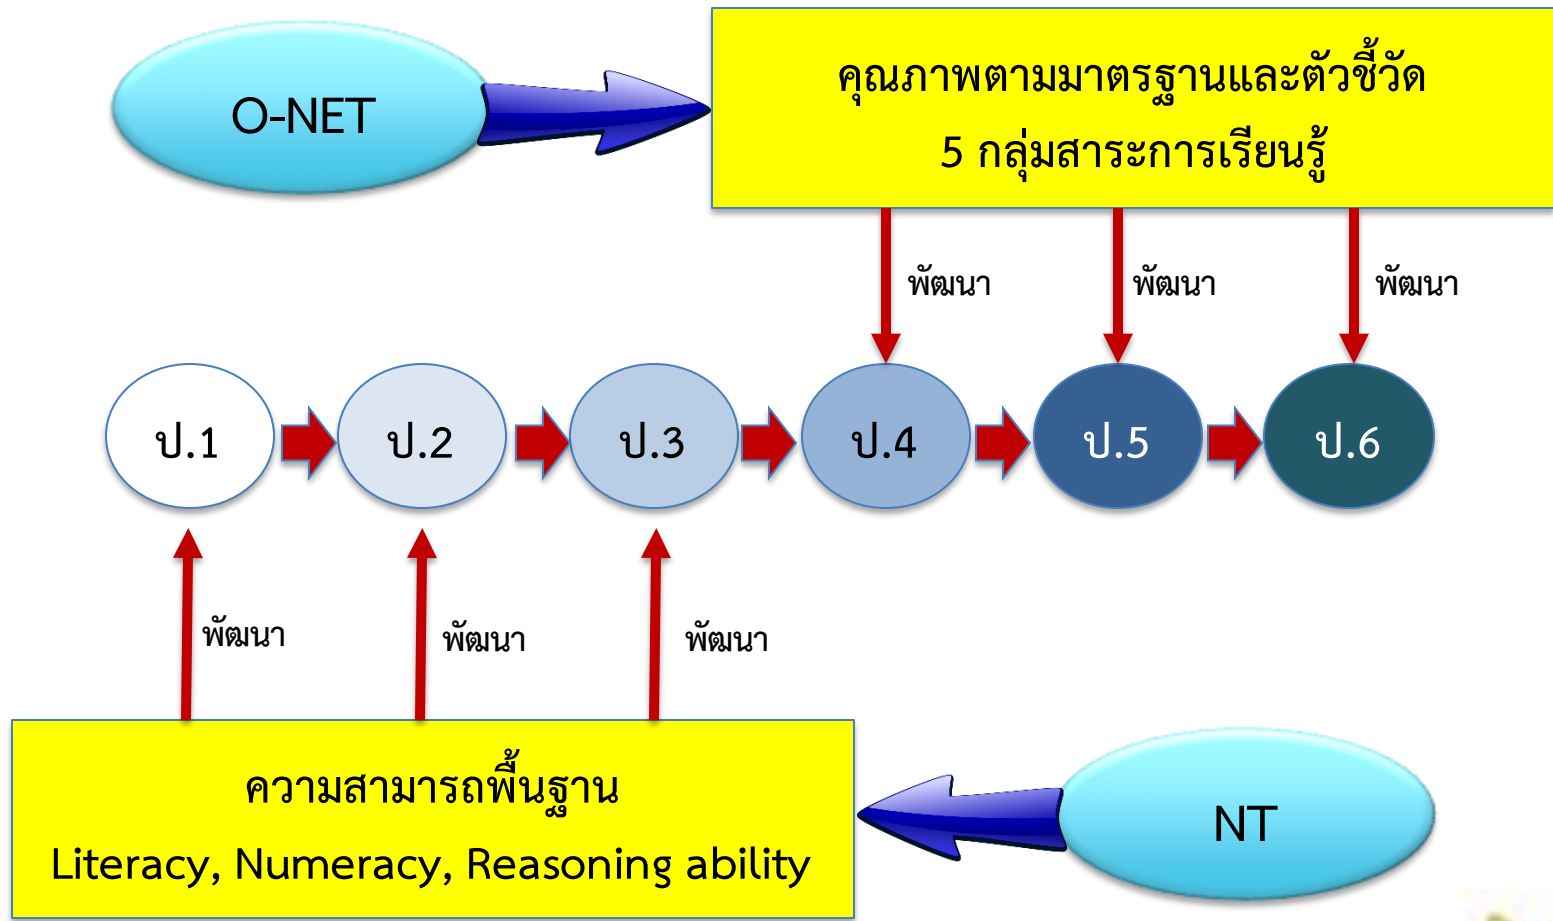 O-NET
คุณภาพตามมาตรฐานและตัวชี้วัด
5 กลุ่มสาระการเรียนรู้
พัฒนา
พัฒนา
พัฒนา
ป.1
ป.2
ป.3
ป.4
ป.5
ป.6
พัฒนา
พัฒนา
พัฒนา
ความสามารถพื้นฐาน
Literacy, Numeracy, Reasoning ability
NT